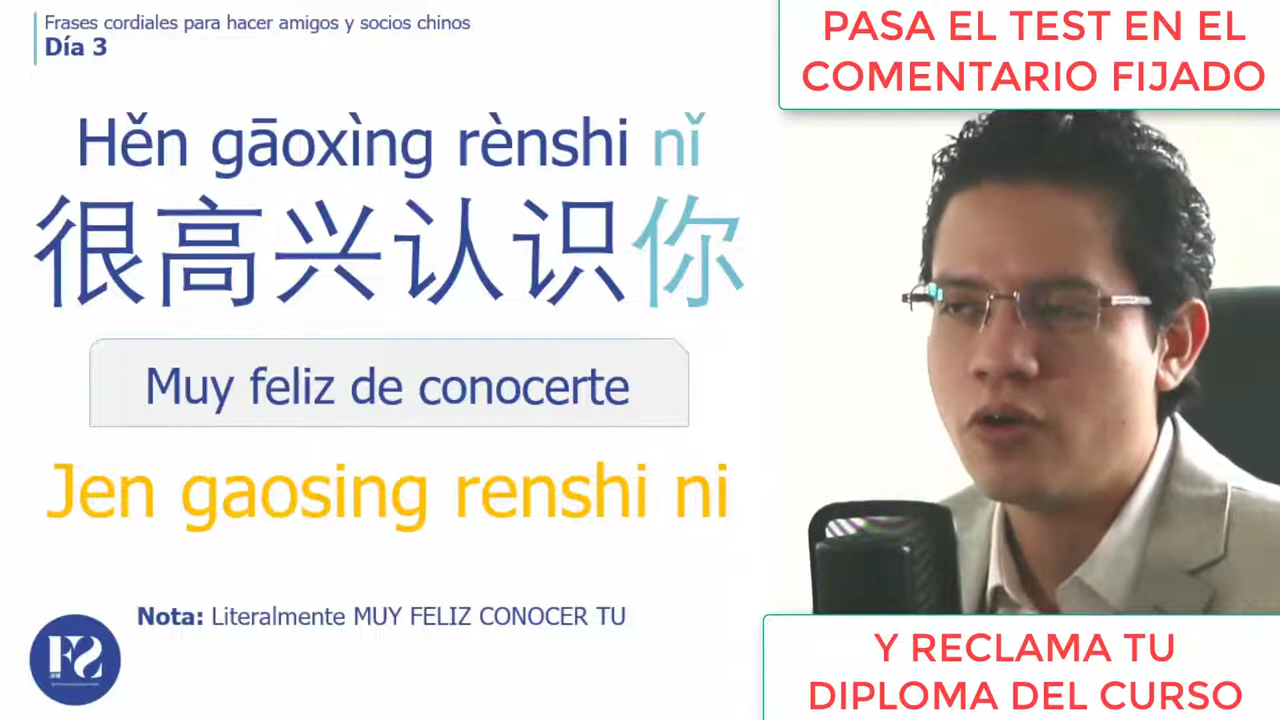 Frases cordiales para hacer amigos y socios chinos
Día 3
Hěn gāoxìng rènshi nǐ
很高兴认识你
Muy feliz de conocerte
Jen gaosing renshi ni
Nota: Literalmente MUY FELIZ CONOCER TU
PASA EL TEST EN EL
COMENTARIO FIJADO
Y RECLAMA TU
DIPLOMA DEL CURSO